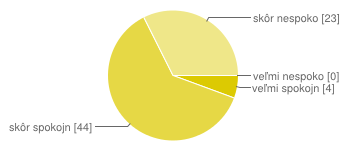 skôr nespoko [23]
veľmi nespoko [0]
veľmi spokojn [4]
skôr spokojn [44]